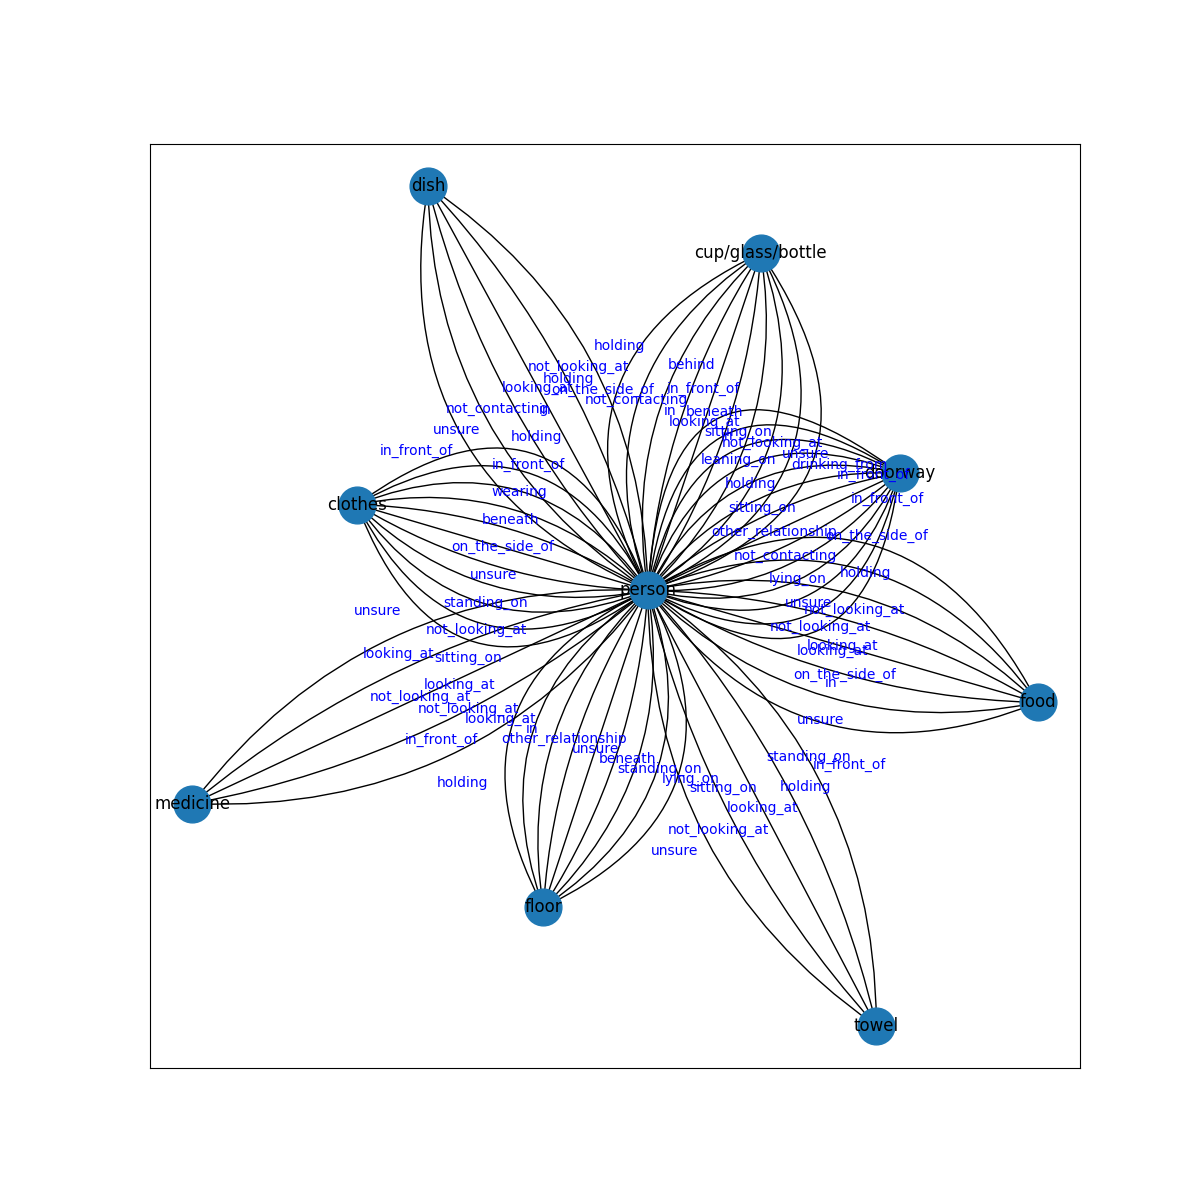 dish
cup/glass/bottle
holding
behind
not_looking_at
holding
looking_at
on_the_side_of
in_front_of
not_contacting
not_contacting
in
in
beneath
looking_at
unsure
sitting_on
holding
not_looking_at
in_front_of
unsure
leaning_on
in_front_of
drinking_from
doorway
in_front_of
wearing
holding
in_front_of
clothes
sitting_on
beneath
other_relationship
on_the_side_of
on_the_side_of
not_contacting
unsure
holding
lying_on
person
standing_on
unsure
unsure
not_looking_at
not_looking_at
not_looking_at
looking_at
looking_at
looking_at
sitting_on
on_the_side_of
looking_at
in
not_looking_at
food
not_looking_at
looking_at
unsure
in
in_front_of
other_relationship
unsure
beneath
standing_on
standing_on
in_front_of
lying_on
holding
sitting_on
holding
medicine
looking_at
not_looking_at
unsure
floor
towel